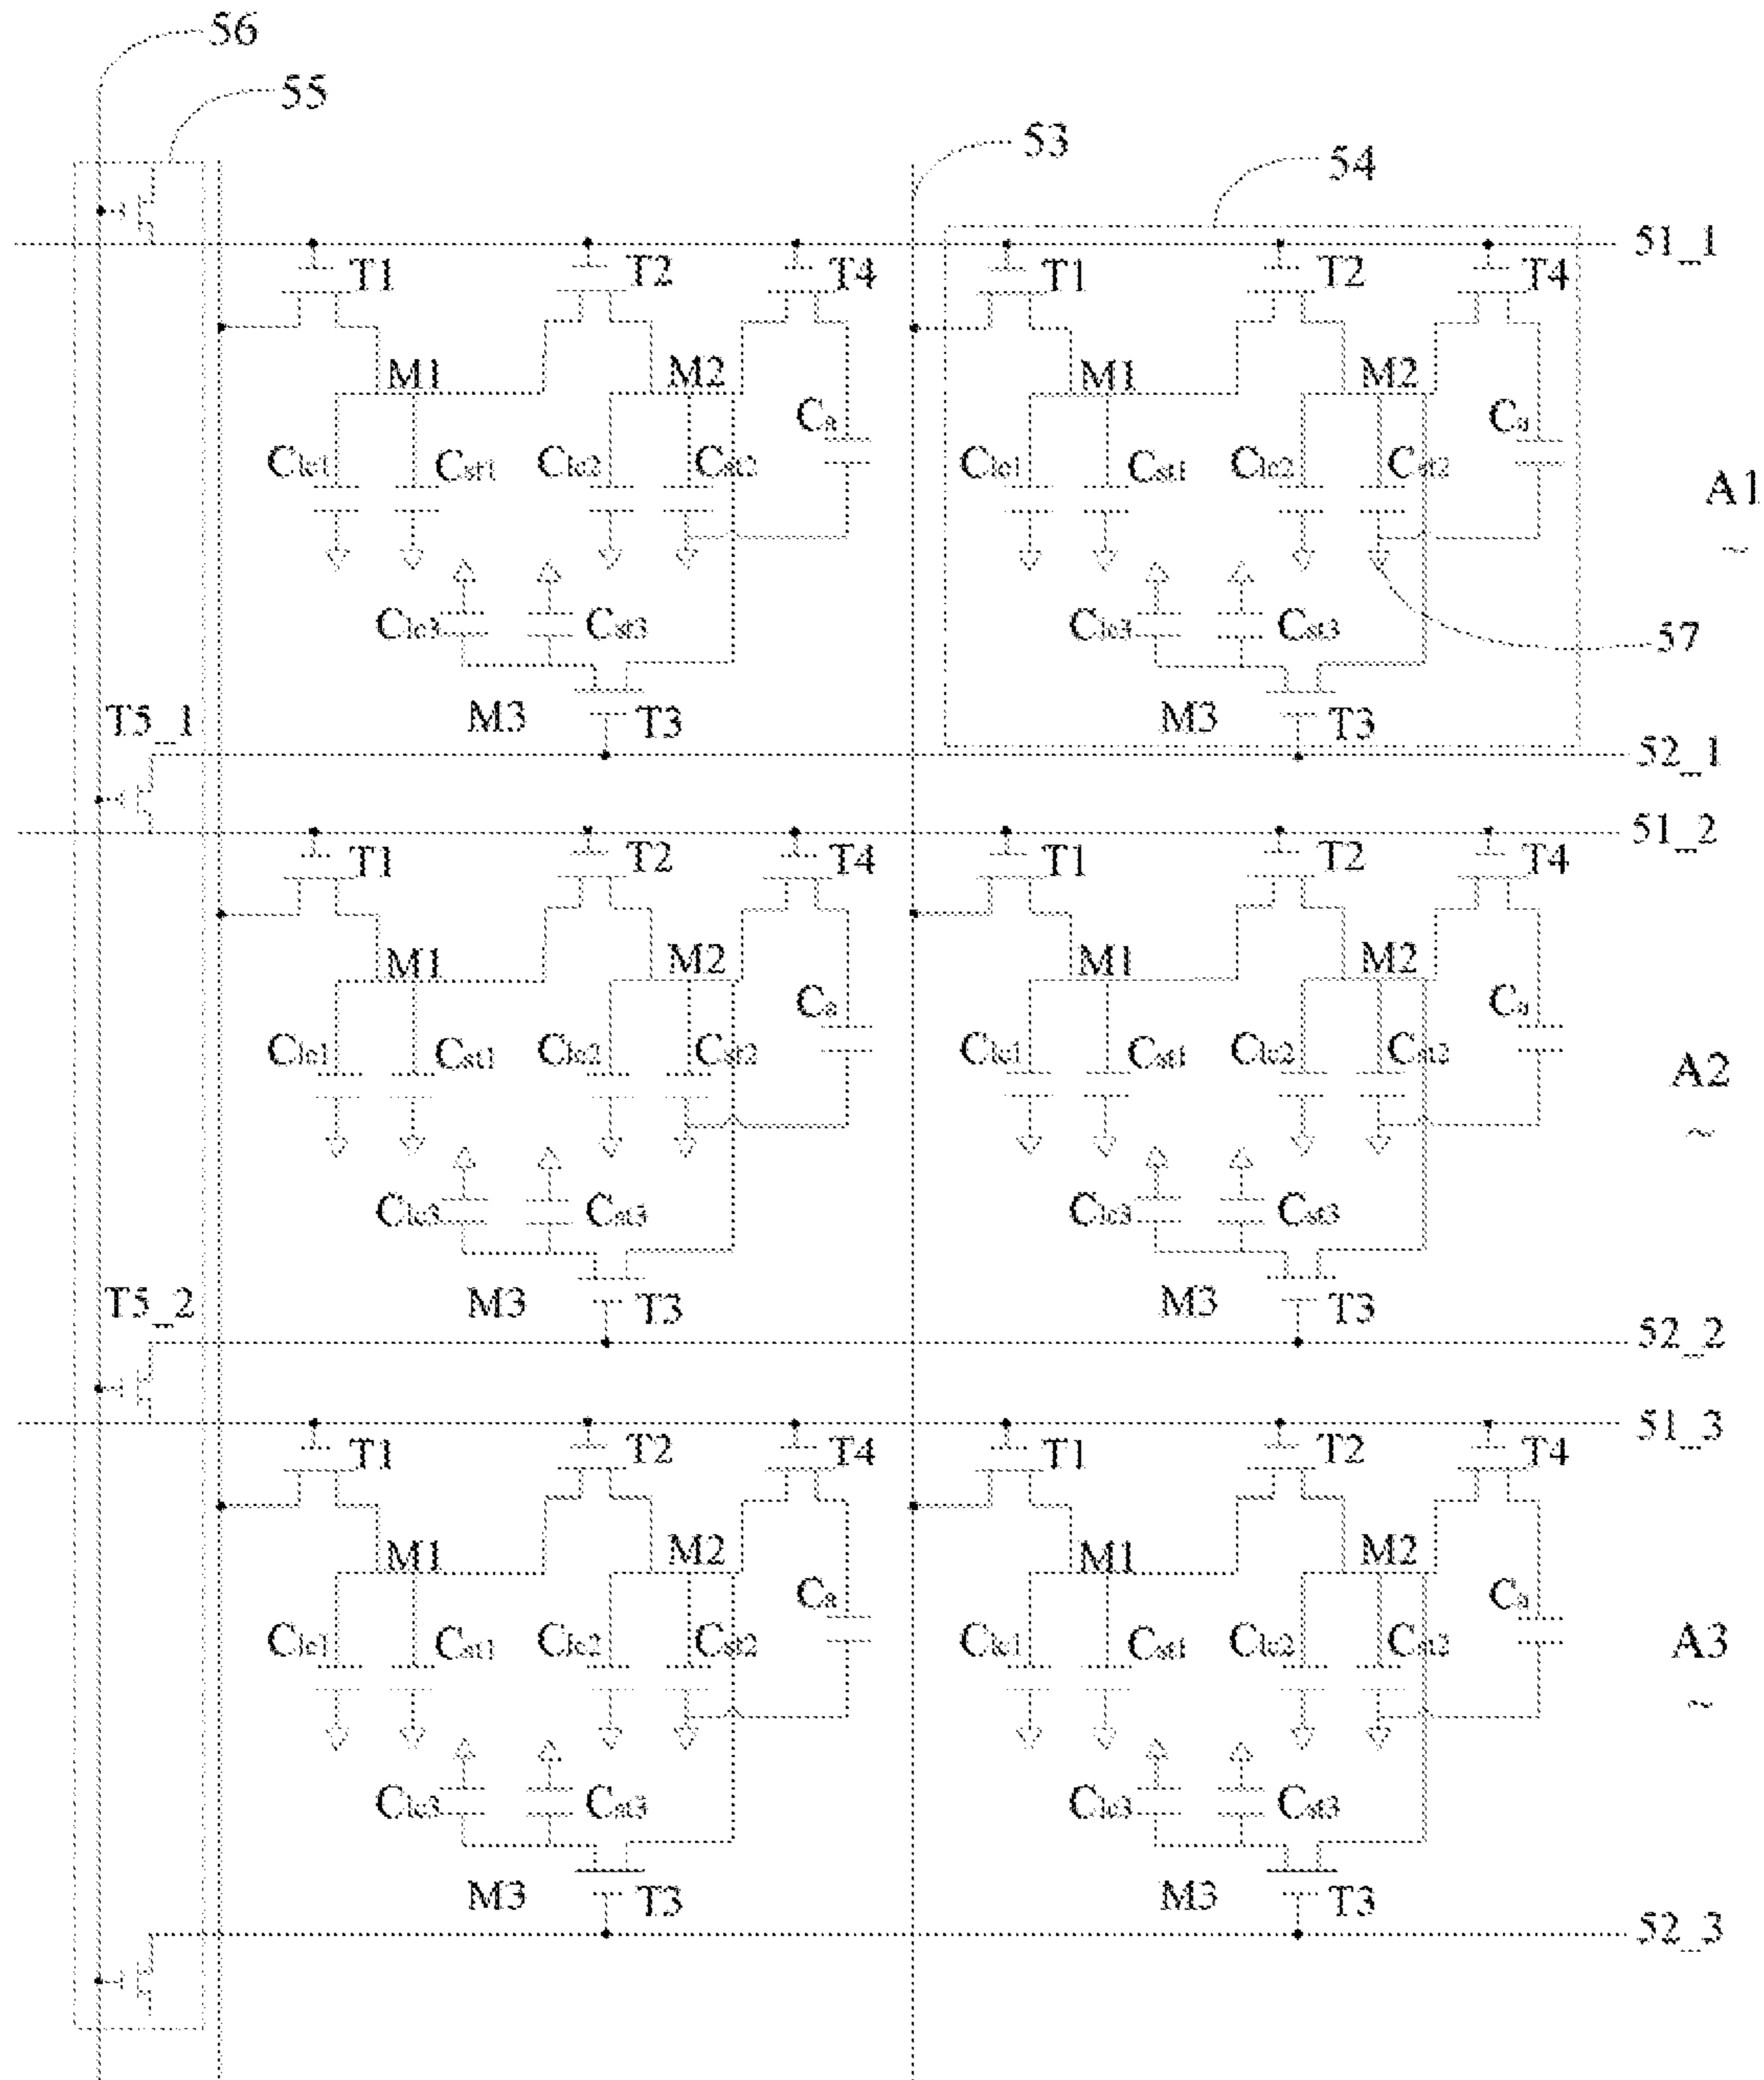 56
55
53
54
51_1
T1 T2 T4 T1 T2 T4
M1 M2 M1 M2
Ca Ca
Clc1 Cst1 Clc2 Cst2 Clc1 Cst1 Clc2 Cst2
A1
~
Clc3 Cst3 Clc3 Cst3
57
T5_1 M3 T3 M3 T3
52_1
51_2
T1 T2 T4 T1 T2 T4
M1 M2 M1 M2
Ca Ca
Clc1 Cst1 Clc2 Cst2 Clc1 Cst1 Clc2 Cst2
A2
~
Clc3 Cst3 Clc3 Cst3
T5_2 M3 T3 M3 T3
52_2
51_3
T1 T2 T4 T1 T2 T4
M1 M2 M1 M2
Ca Ca
Clc1 Cst1 Clc2 Cst2 Clc1 Cst1 Clc2 Cst2
A3
~
Clc3 Cst3 Clc3 Cst3
M3 T3 M3 T3
52_3